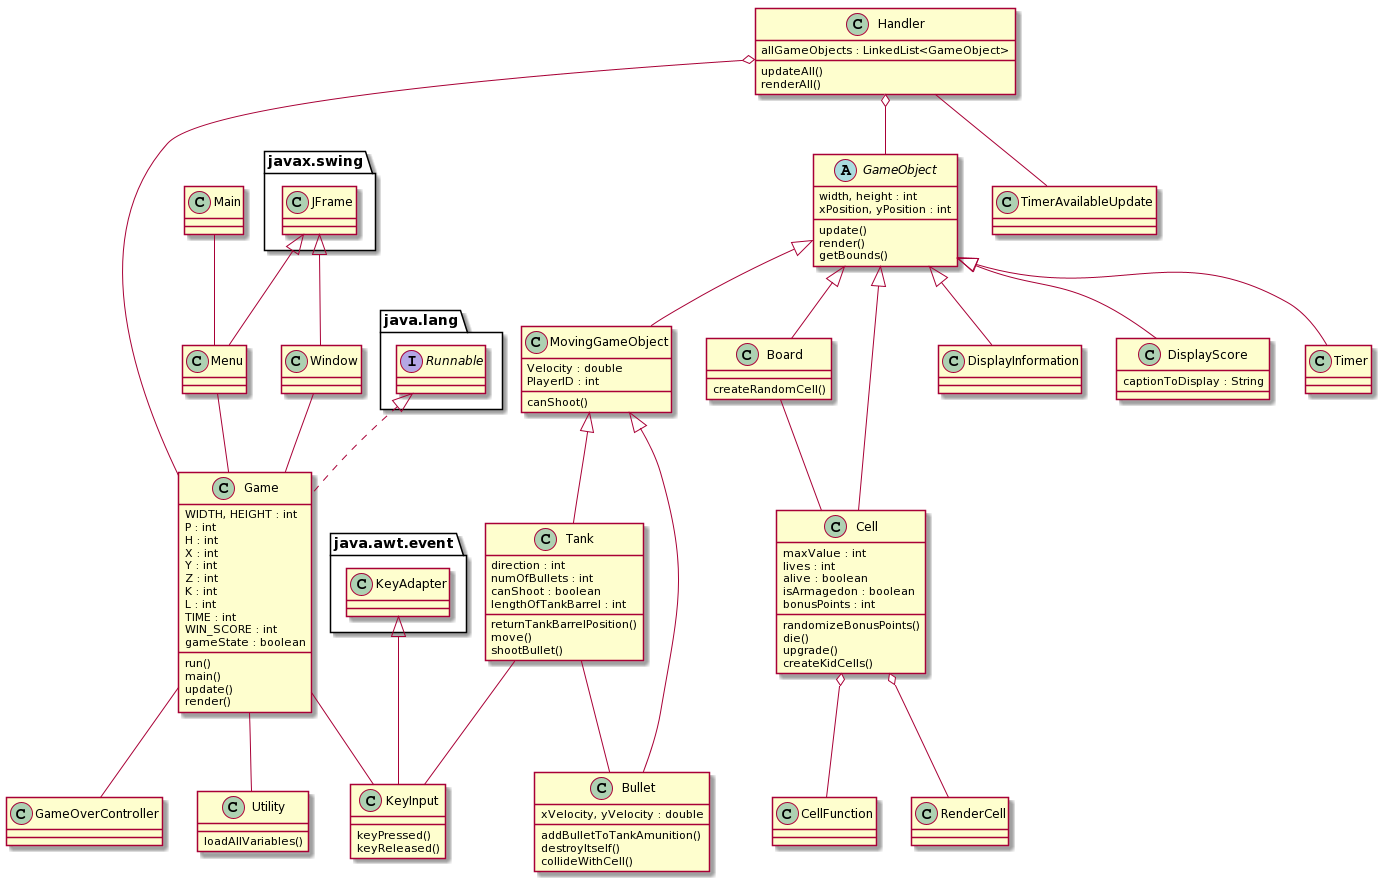 C Handler
allGameObjects : LinkedList<GameObject>
updateAll()
renderAll()
javax.swing
C JFrame
C Main
A GameObject
width, height : int
xPosition, yPosition : int
update()
render()
getBounds()
C TimerAvailableUpdate
java.lang
I Runnable
C Menu
C Window
C MovingGameObject
Velocity : double
PlayerID : int
canShoot()
C Board
createRandomCell()
C DisplayInformation
C DisplayScore
captionToDisplay : String
C Timer
C Game
WIDTH, HEIGHT : int
P : int
H : int
X : int
Y : int
Z : int
K : int
L : int
TIME : int
WIN_SCORE : int
gameState : boolean
run()
main()
update()
render()
java.awt.event
C KeyAdapter
C Tank
direction : int
numOfBullets : int
canShoot : boolean
lengthOfTankBarrel : int
returnTankBarrelPosition()
move()
shootBullet()
C Cell
maxValue : int
lives : int
alive : boolean
isArmagedon : boolean
bonusPoints : int
randomizeBonusPoints()
die()
upgrade()
createKidCells()
C GameOverController
C Utility
loadAllVariables()
C KeyInput
keyPressed()
keyReleased()
C Bullet
xVelocity, yVelocity : double
addBulletToTankAmunition()
destroyItself()
collideWithCell()
C CellFunction
C RenderCell